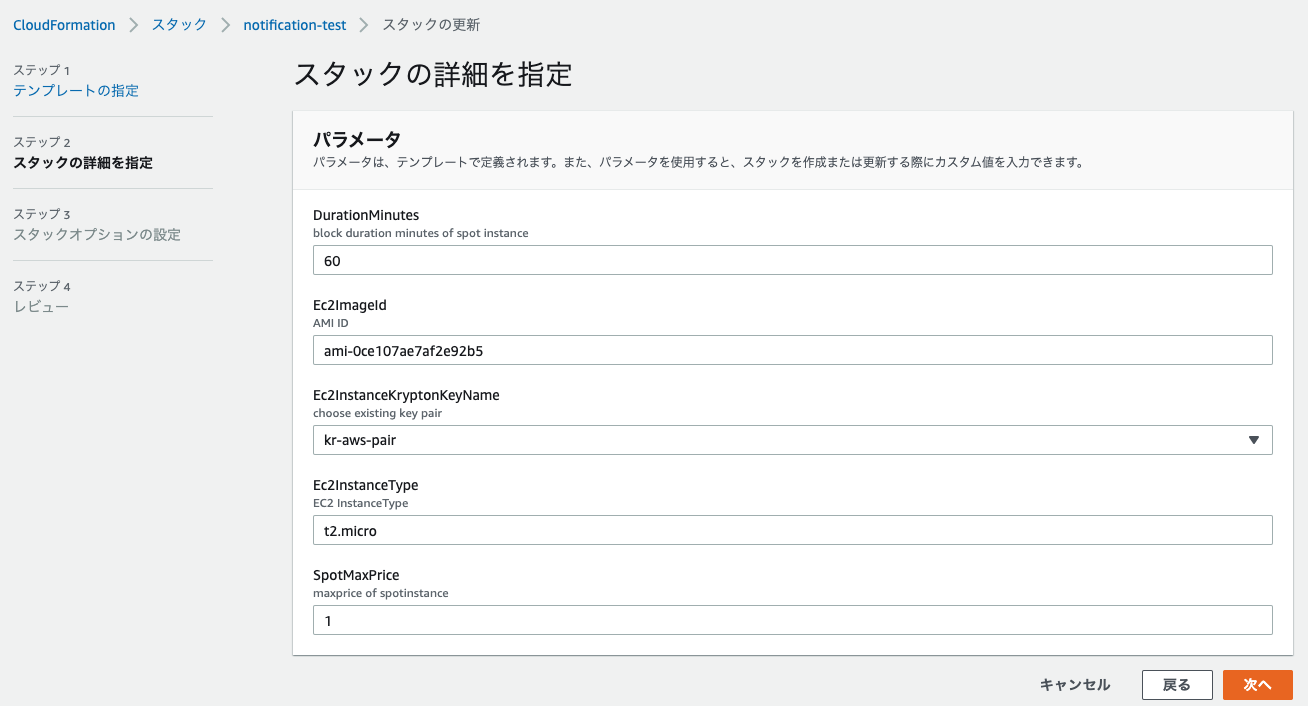 CloudFormation > スタック > notification-test > スタックの更新
ステップ 1
テンプレートの指定
ステップ 2
スタックの詳細を指定
ステップ 3
スタックオプションの設定
ステップ 4
レビュー
スタックの詳細を指定
パラメータ
パラメータは、テンプレートで定義されます。また、パラメータを使用すると、スタックを作成または更新する際にカスタム値を入力できます。
DurationMinutes
block duration minutes of spot instance
60
Ec2ImageId
AMI ID
ami-0ce107ae7af2e92b5
Ec2InstanceKryptonKeyName
choose existing key pair
kr-aws-pair
Ec2InstanceType
EC2 InstanceType
t2.micro
SpotMaxPrice
maxprice of spotinstance
1
キャンセル 戻る 次へ